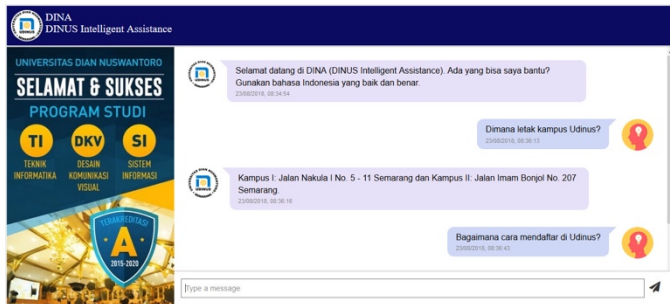 DINA
DINUS Intelligent Assistance
UNIVERSITAS DIAN NUSWANTORO
SELAMAT & SUKSES
PROGRAM STUDI
TI
DKV
SI
TEKNIK
INFORMATIKA
DESAIN
KOMUNIKASI
VISUAL
SISTEM
INFORMASI
TERAKREDITASI
A
2015-2020
Selamat datang di DINA (DINUS Intelligent Assistance). Ada yang bisa saya bantu?
Gunakan bahasa Indonesia yang baik dan benar.
23/08/2018, 08:34:54
Dimana letak kampus Udinus?
23/08/2018, 08:36:13
Kampus I: Jalan Nakula I No. 5 - 11 Semarang dan Kampus II: Jalan Imam Bonjol No. 207
Semarang.
23/08/2018, 08:36:16
Bagaimana cara mendaftar di Udinus?
23/08/2018, 08:36:43
Type a message